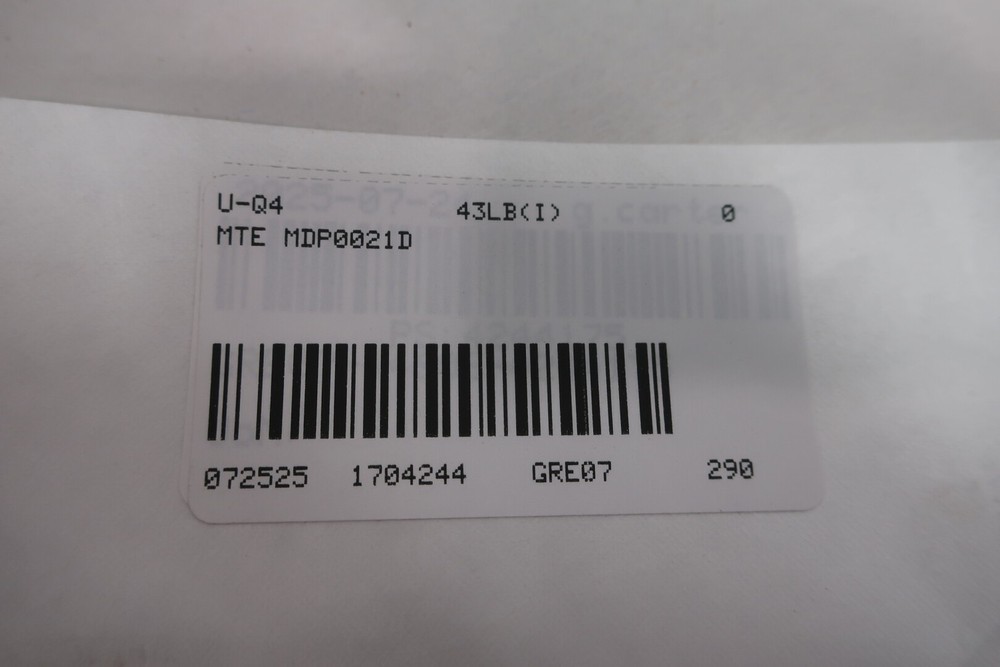 U-Q4 43LB(I) 0
MTE MDP0021D
072525 1704244 GRE07 290